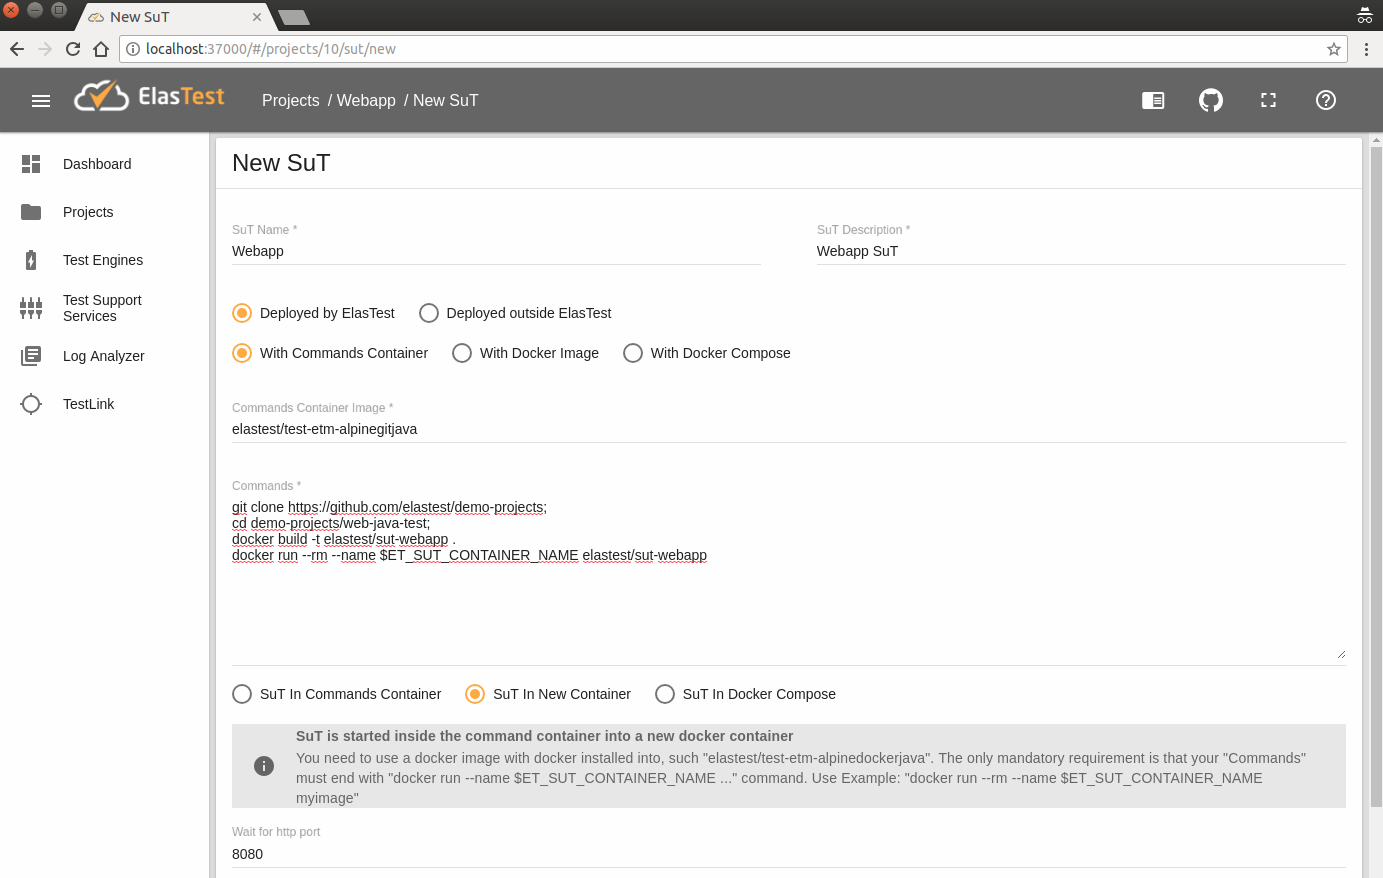 New SuT
localhost:37000/#/projects/10/sut/new
ElasTest
Projects / Webapp / New SuT
Dashboard
Projects
Test Engines
Test Support
Services
Log Analyzer
TestLink
New SuT
SuT Name *
Webapp
SuT Description *
Webapp SuT
Deployed by ElasTest
Deployed outside ElasTest
With Commands Container
With Docker Image
With Docker Compose
Commands Container Image *
elastest/test-etm-alpinegitjava
Commands *
git clone https://github.com/elastest/demo-projects;
cd demo-projects/web-java-test;
docker build -t elastest/sut-webapp .
docker run --rm --name $ET_SUT_CONTAINER_NAME elastest/sut-webapp
SuT In Commands Container
SuT In New Container
SuT In Docker Compose
SuT is started inside the command container into a new docker container
You need to use a docker image with docker installed into, such "elastest/test-etm-alpinedockerjava". The only mandatory requirement is that your "Commands"
must end with "docker run --name $ET_SUT_CONTAINER_NAME ..." command. Use Example: "docker run --rm --name $ET_SUT_CONTAINER_NAME
myimage"
Wait for http port
8080